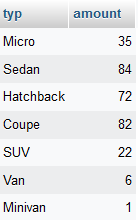 typ amount
Micro 35
Sedan 84
Hatchback 72
Coupe 82
SUV 22
Van 6
Minivan 1